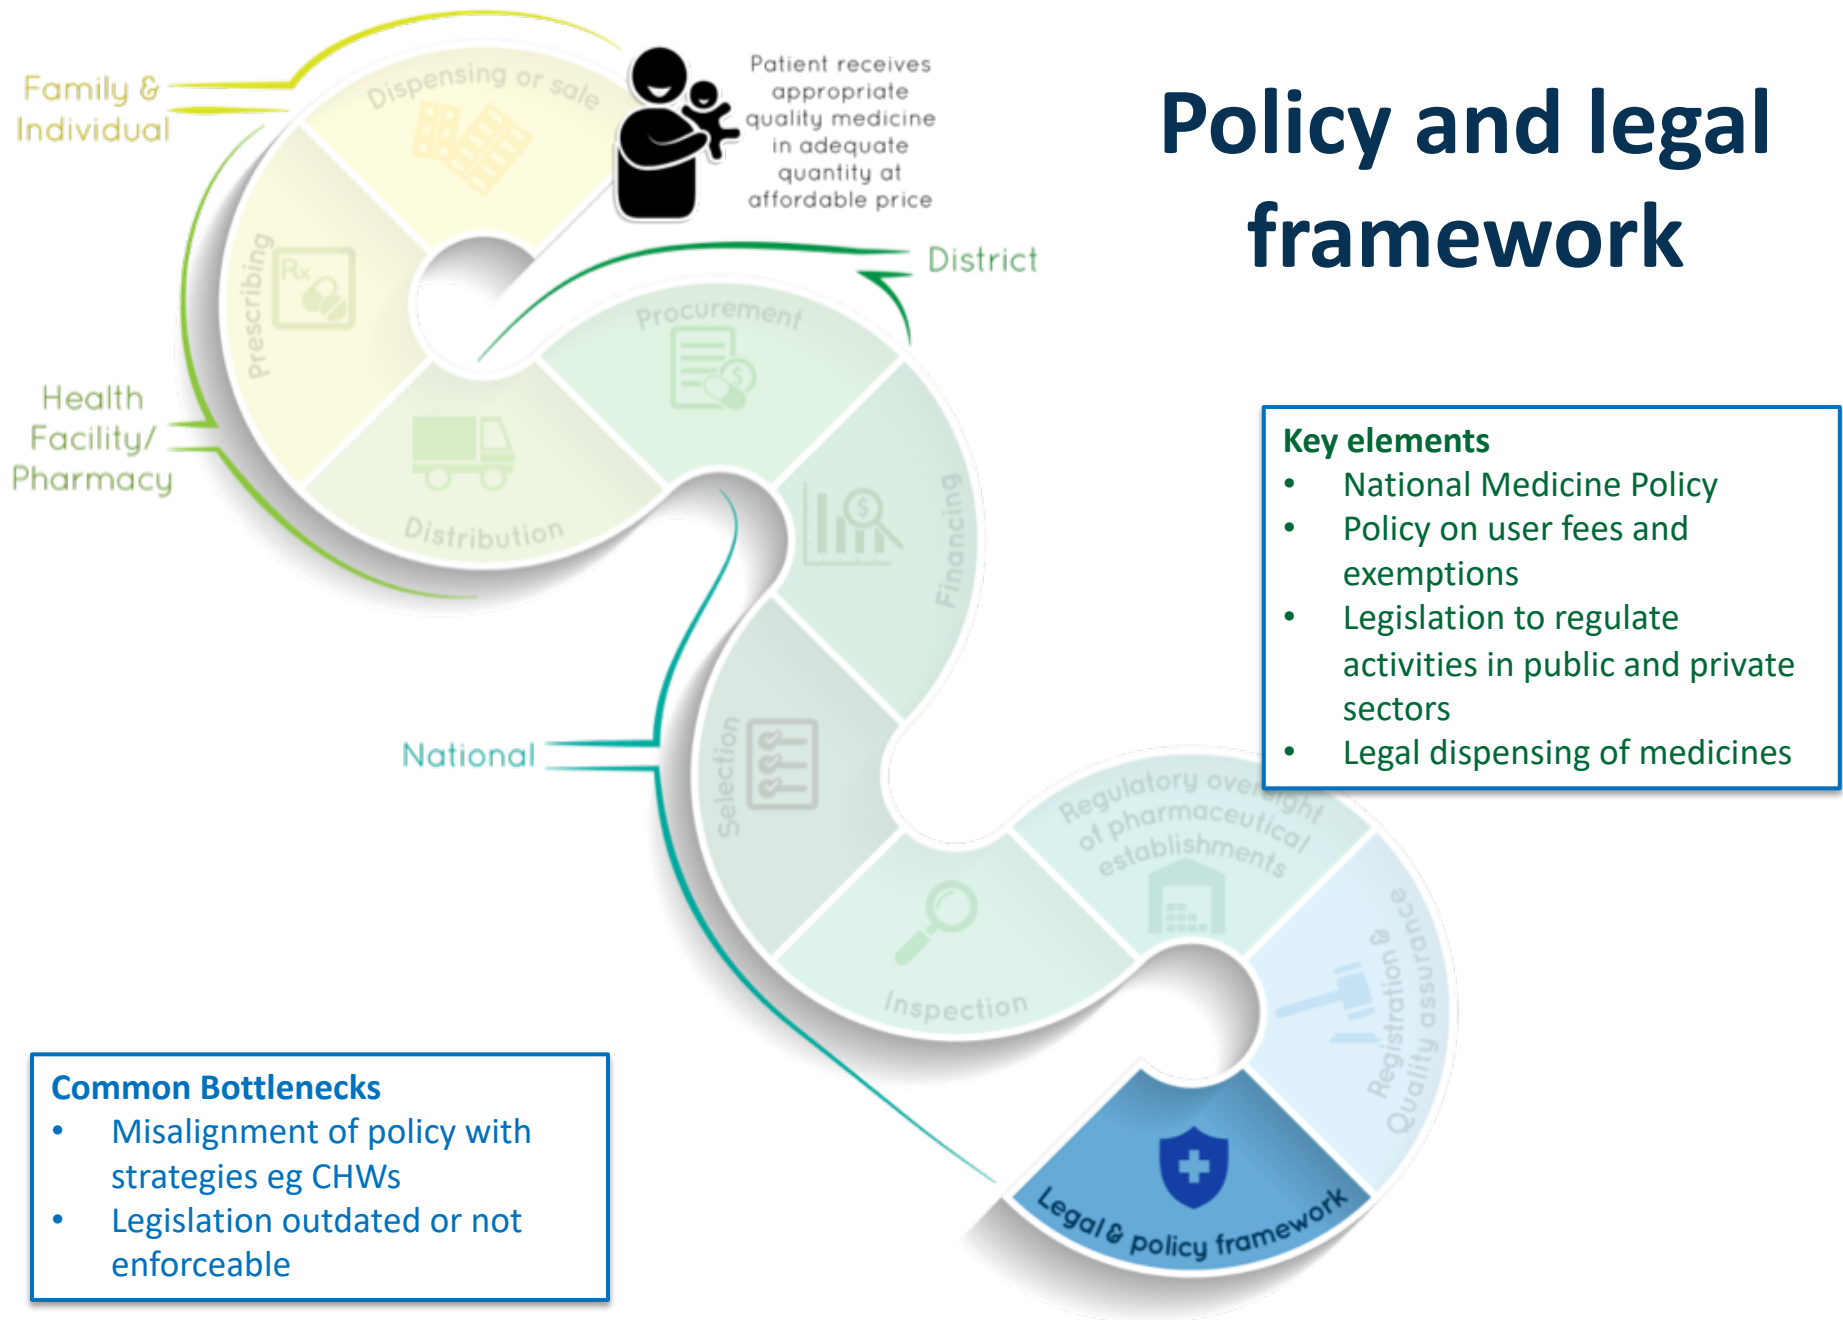 Policy and legal
framework
Family &
Individual
Dispensing or sale
Patient receives
appropriate
quality medicine
in adequate
quantity at
affordable price
District
Prescribing
Rx
Procurement
$
Health
Facility/
Pharmacy
Distribution
Financing
$
Key elements
• National Medicine Policy
• Policy on user fees and
exemptions
• Legislation to regulate
activities in public and private
sectors
• Legal dispensing of medicines
National
Selection
Regulatory oversight
of pharmaceutical
establishments
Inspection
Registration &
Quality assurance
Legal & policy framework
Common Bottlenecks
• Misalignment of policy with
strategies eg CHWs
• Legislation outdated or not
enforceable